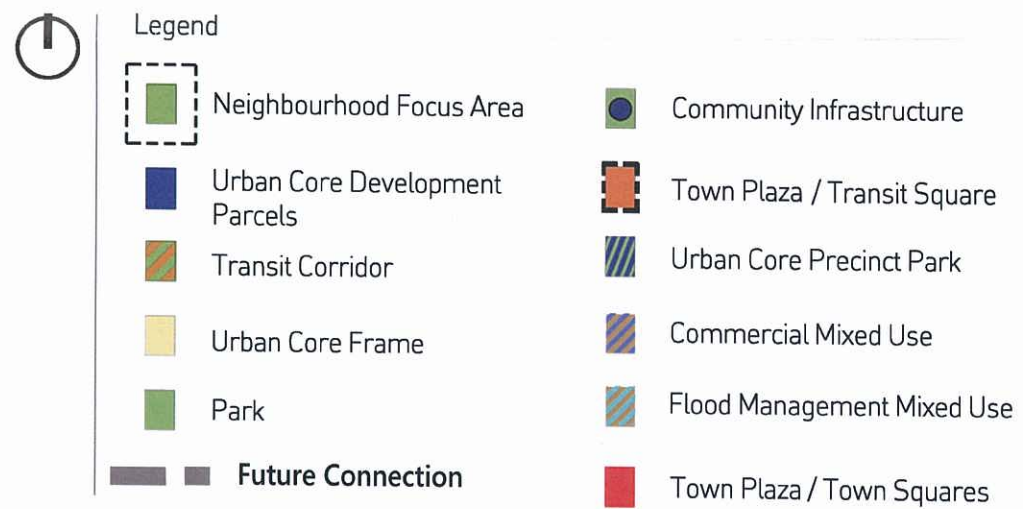 Legend
Neighbourhood Focus Area
Urban Core Development
Parcels
Transit Corridor
Urban Core Frame
Park
Future Connection
Community Infrastructure
Town Plaza / Transit Square
Urban Core Precinct Park
Commercial Mixed Use
Flood Management Mixed Use
Town Plaza / Town Squares